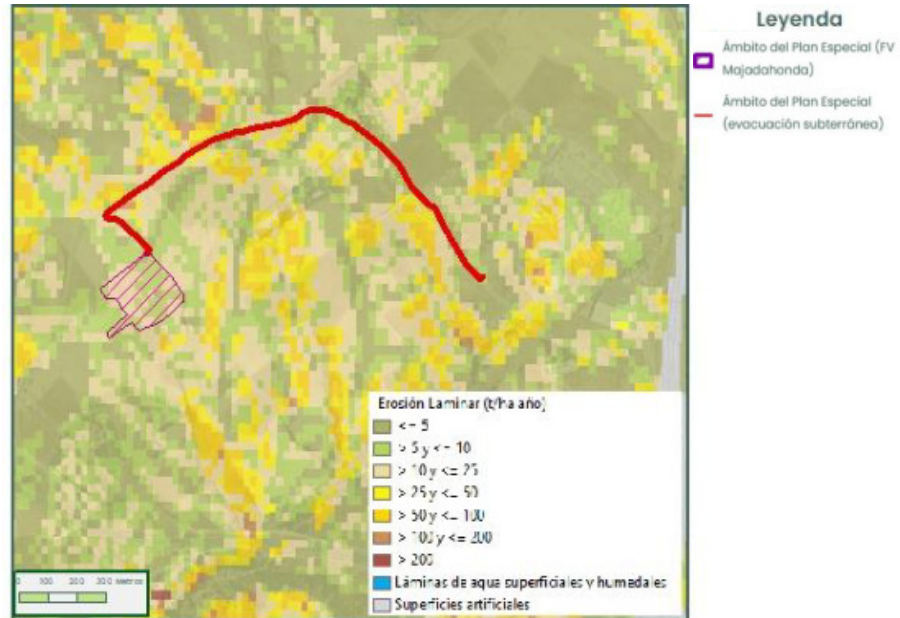 Leyenda
Ámbito del Plan Especial (FV
Majadahonda)
Ámbito del Plan Especial
(evacuación subterránea)
Erosión Laminar (t/ha año)
<= 5
> 5 y <= 10
> 10 y <= 25
> 25 y <= 50
> 50 y <= 100
> 100 y <= 200
> 200
Láminas de agua superficiales y humedales
Superficies artificiales
0 100 200 300 Metros